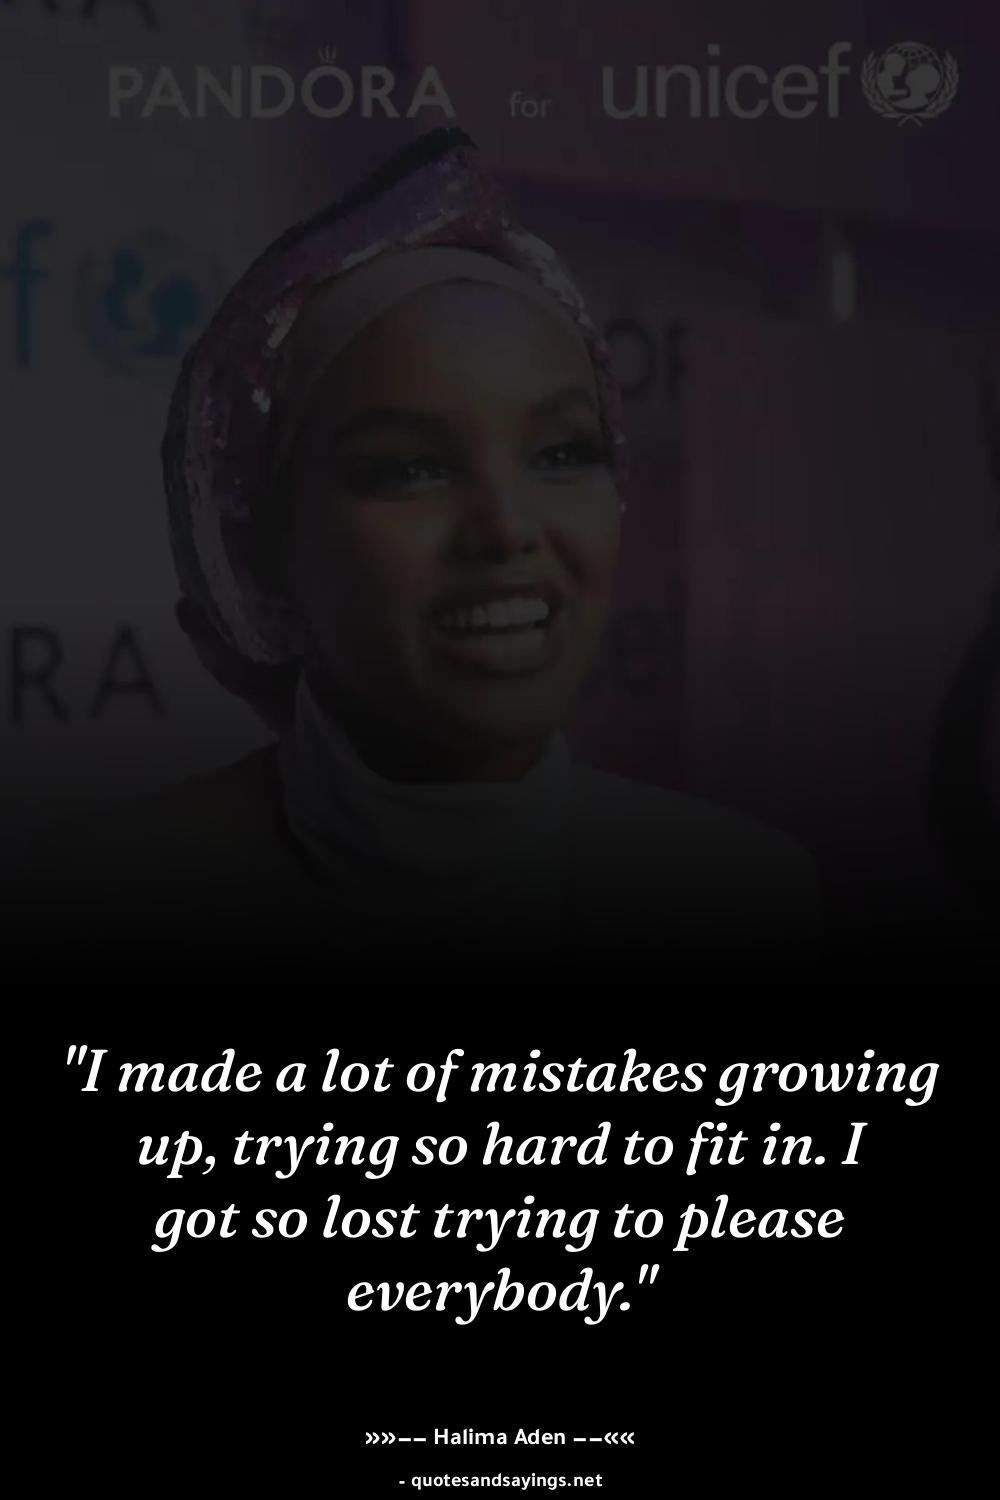 PANDORA for unicef
f
OR
RA
"I made a lot of mistakes growing
up, trying so hard to fit in. I
got so lost trying to please
everybody."
»»−− Halima Aden −−««
- quotesandsayings.net